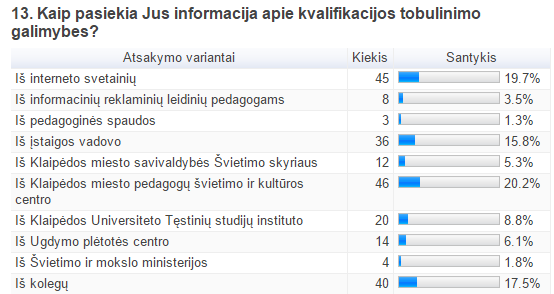 13. Kaip pasiekia Jus informacija apie kvalifikacijos tobulinimo
galimybes?
Atsakymo variantai Kiekis Santykis
Iš interneto svetainių 45 19.7%
Iš informacinių reklaminių leidinių pedagogams 8 3.5%
Iš pedagoginės spaudos 3 1.3%
Iš įstaigos vadovo 36 15.8%
Iš Klaipėdos miesto savivaldybės Švietimo skyriaus 12 5.3%
Iš Klaipėdos miesto pedagogų švietimo ir kultūros 46 20.2%
centro
Iš Klaipėdos Universiteto Tęstinių studijų instituto 20 8.8%
Iš Ugdymo plėtotės centro 14 6.1%
Iš Švietimo ir mokslo ministerijos 4 1.8%
Iš kolegų 40 17.5%